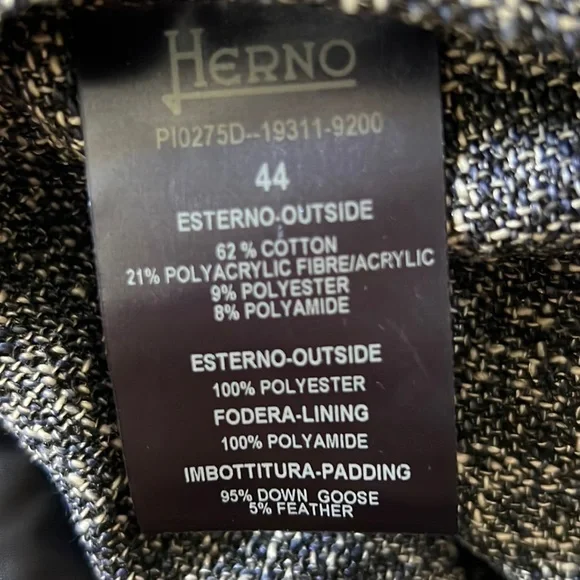 HERNO
PI0275D--19311-9200
44
ESTERNO-OUTSIDE
62 % COTTON
21% POLYACRYLIC FIBRE/ACRYLIC
9% POLYESTER
8% POLYAMIDE
ESTERNO-OUTSIDE
100% POLYESTER
FODERA-LINING
100% POLYAMIDE
IMBOTTITURA-PADDING
95% DOWN GOOSE
5% FEATHER